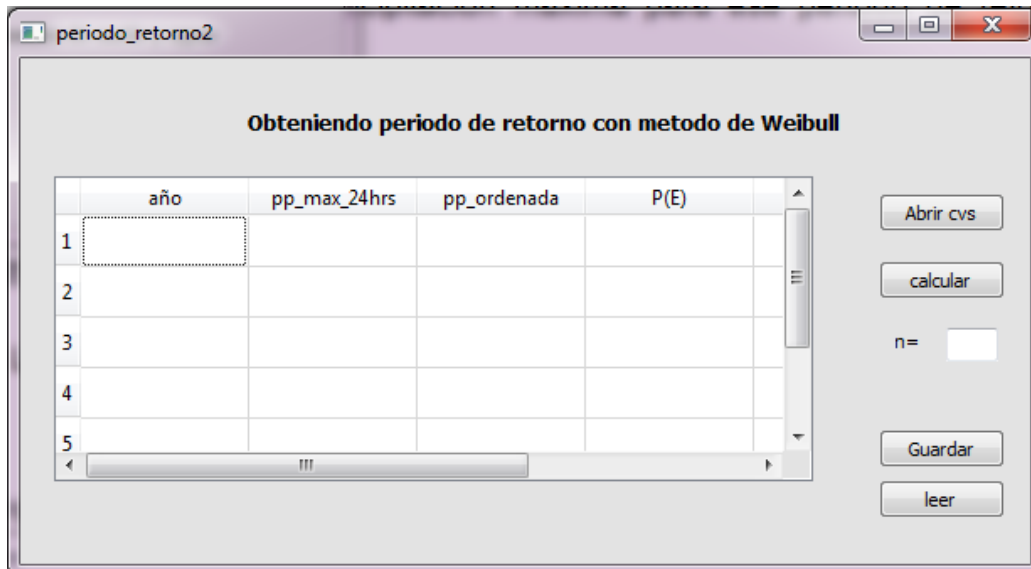 periodo_retorno2
Obteniendo periodo de retorno con metodo de Weibull
año pp_max_24hrs pp_ordenada P(E)
1
2
3
4
5
Abrir cvs
calcular
n=
Guardar
leer